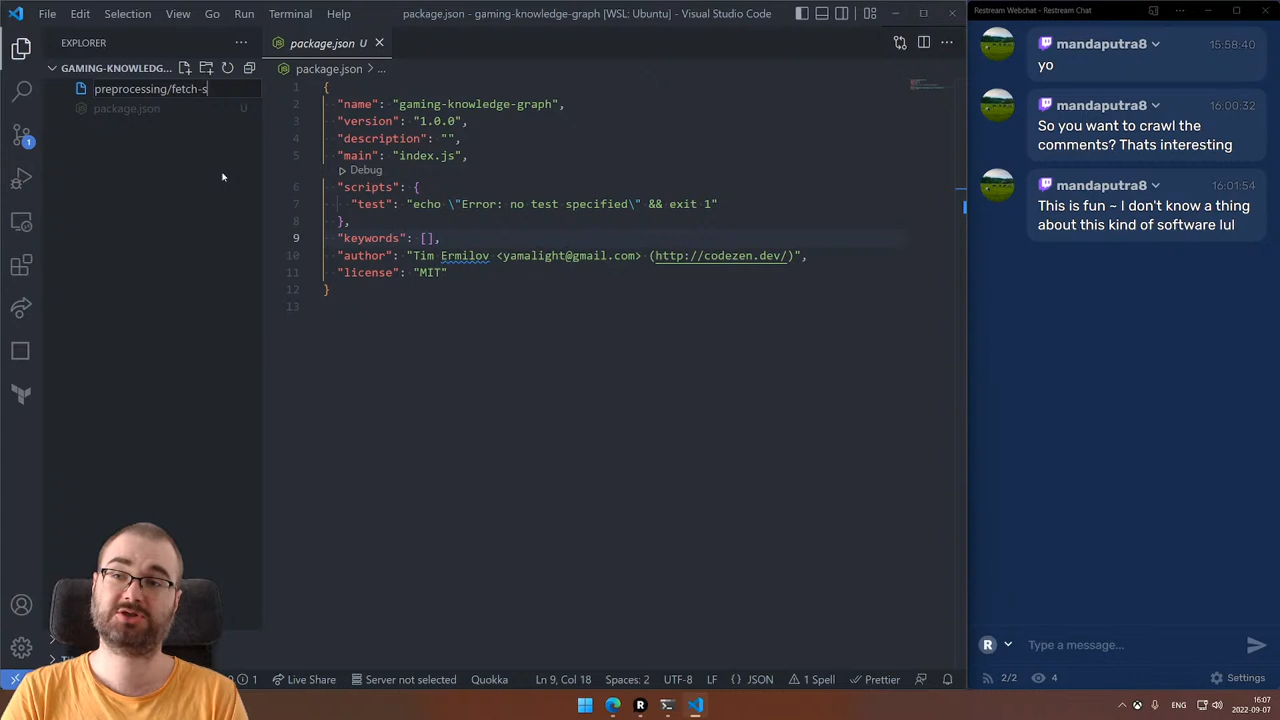 File Edit Selection View Go Run Terminal Help package.json - gaming-knowledge-graph [WSL: Ubuntu] - Visual Studio Code
EXPLORER
GAMING-KNOWLEDG...
preprocessing/fetch-s
package.json U
package.json U
package.json ...
1 {
2 "name": "gaming-knowledge-graph",
3 "version": "1.0.0",
4 "description": "",
5 "main": "index.js",
Debug
6 "scripts": {
7 "test": "echo \"Error: no test specified\" && exit 1"
8 },
9 "keywords": [],
10 "author": "Tim Ermilov <yamalight@gmail.com> (http://codezen.dev/)",
11 "license": "MIT"
12 }
13
1
Restream Webchat - Restream Chat
mandaputra8 15:58:40
yo
mandaputra8 16:00:32
So you want to crawl the
comments? Thats interesting
mandaputra8 16:01:54
This is fun ~ I don't know a thing
about this kind of software lul
R Type a message...
2/2 4 Settings
1 Live Share Server not selected Quokka Ln 9, Col 18 Spaces: 2 UTF-8 LF { } JSON 1 Spell Prettier
R ENG 16:07
2022-09-07